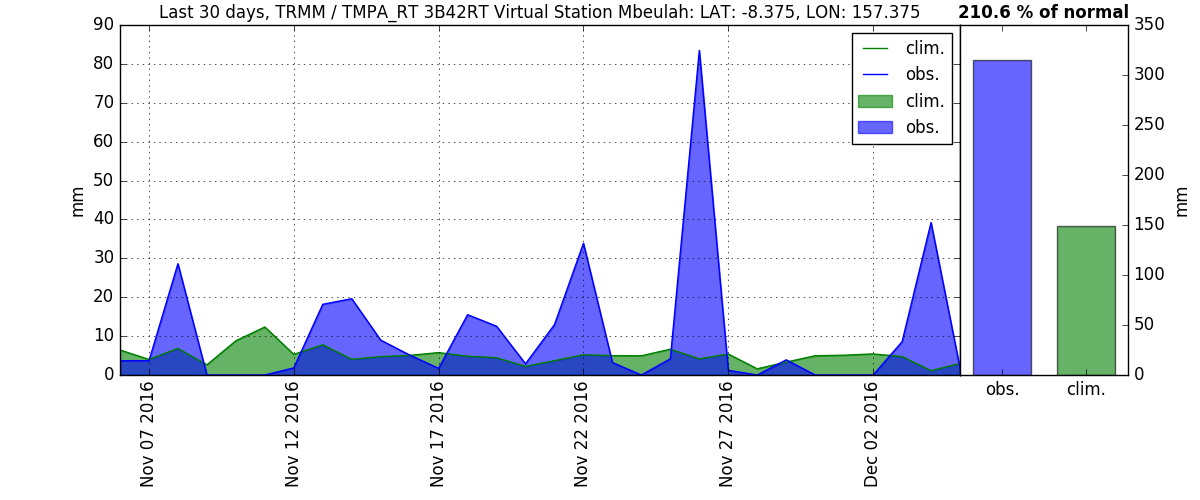 Last 30 days, TRMM / TMPA_RT 3B42RT Virtual Station Mbeulah: LAT: -8.375, LON: 157.375
210.6 % of normal
90
80
70
60
50
40
30
20
10
0
mm
clim.
obs.
clim.
obs.
Nov 07 2016
Nov 12 2016
Nov 17 2016
Nov 22 2016
Nov 27 2016
Dec 02 2016
350
300
250
200
150
100
50
0
mm
obs.
clim.